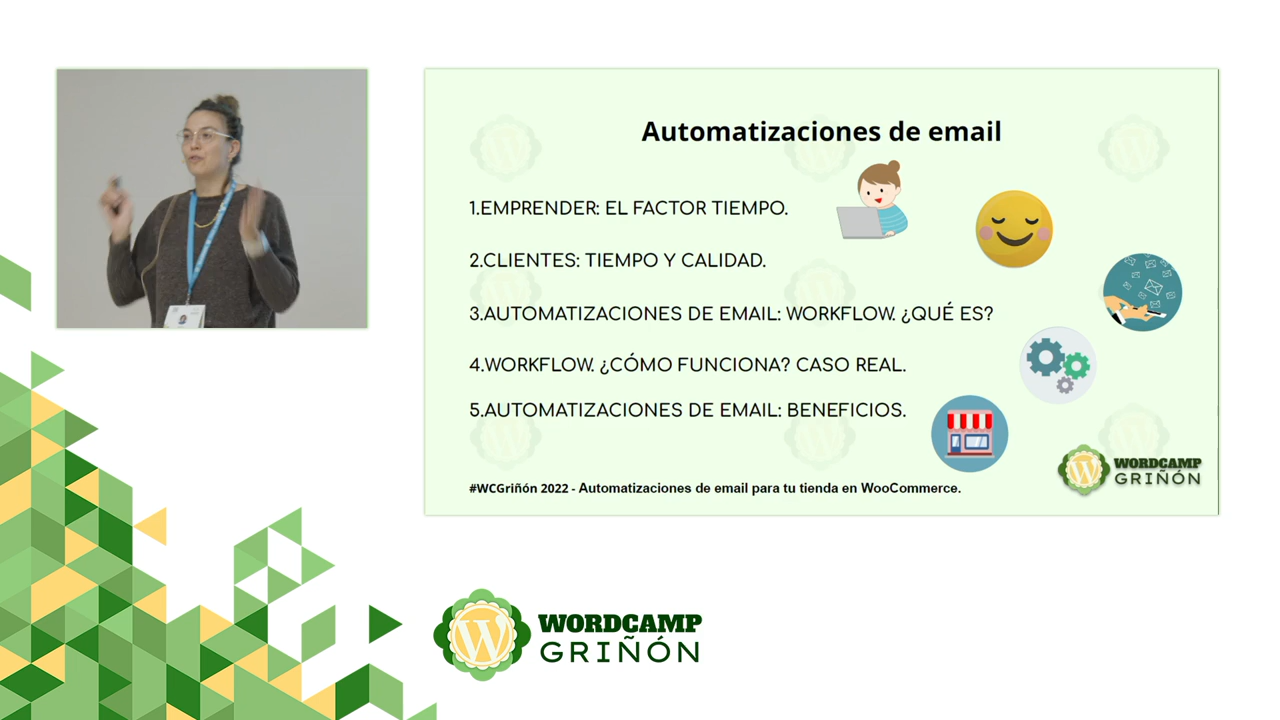 Automatizaciones de email
1.EMPRENDER: EL FACTOR TIEMPO.
2.CLIENTES: TIEMPO Y CALIDAD.
3.AUTOMATIZACIONES DE EMAIL: WORKFLOW. ¿QUÉ ES?
4.WORKFLOW. ¿CÓMO FUNCIONA? CASO REAL.
5.AUTOMATIZACIONES DE EMAIL: BENEFICIOS.
WORDCAMP
GRIÑÓN
#WCGriñón 2022 - Automatizaciones de email para tu tienda en WooCommerce.
WORDCAMP
GRIÑÓN